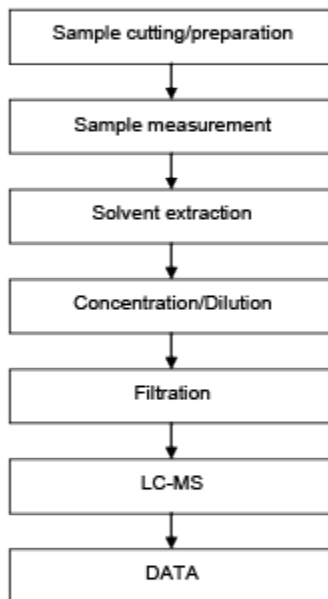 Sample cutting/preparation
Sample measurement
Solvent extraction
Concentration/Dilution
Filtration
LC-MS
DATA